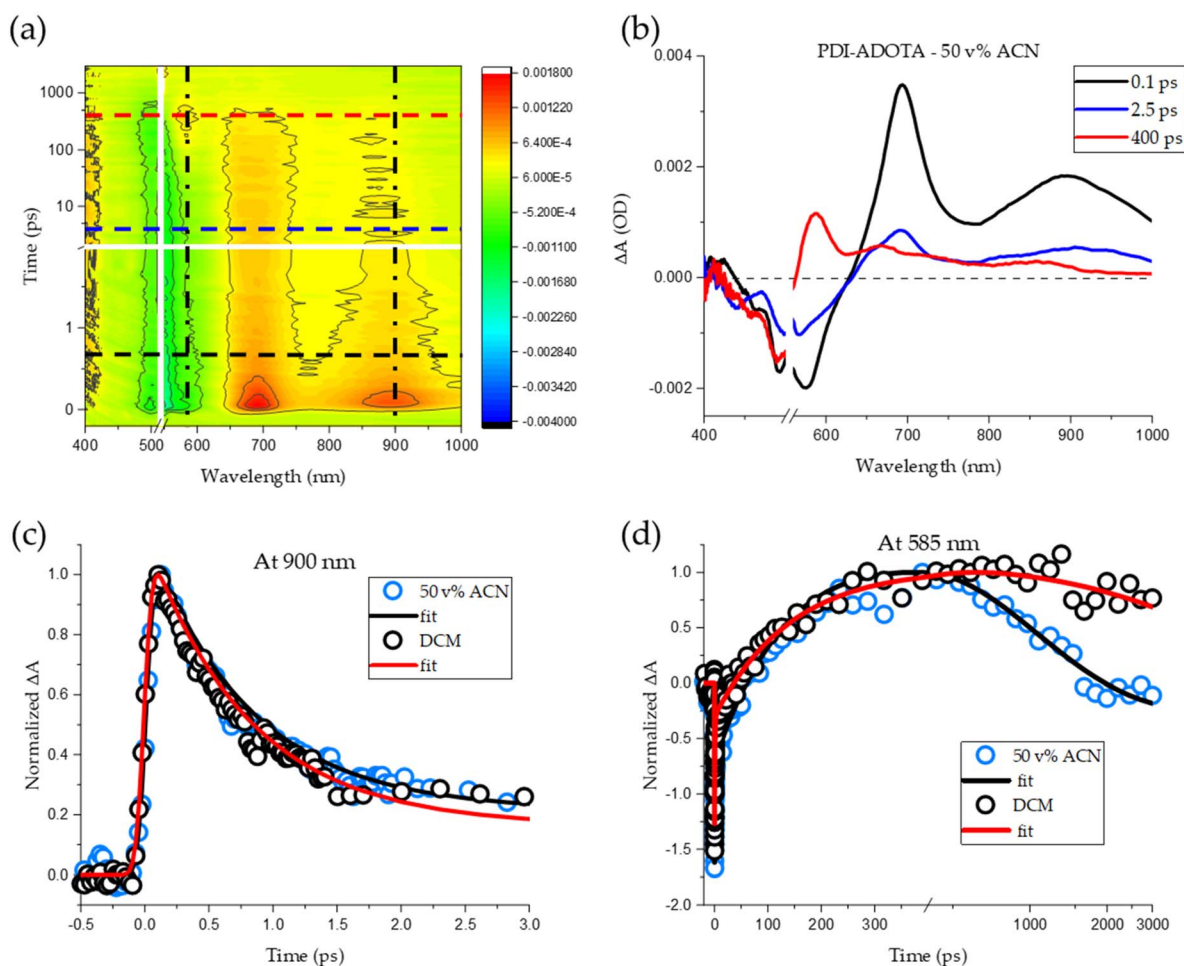 (a)
1000
100
10
1
0
Time (ps)
400 500 600 700 800 900 1000
Wavelength (nm)
0.001800
0.001220
6.400E-4
6.000E-5
-5.200E-4
-0.001100
-0.001680
-0.002260
-0.002840
-0.003420
-0.004000
(b)
PDI-ADOTA - 50 v% ACN
0.1 ps
2.5 ps
400 ps
0.004
0.002
0.000
-0.002
ΔA (OD)
400 600 700 800 900 1000
Wavelength (nm)
(c)
At 900 nm
50 v% ACN
fit
DCM
fit
1.0
0.8
0.6
0.4
0.2
0.0
Normalized ΔA
-0.5 0.0 0.5 1.0 1.5 2.0 2.5 3.0
Time (ps)
(d)
At 585 nm
50 v% ACN
fit
DCM
fit
1.0
0.5
0.0
-0.5
-1.0
-1.5
-2.0
Normalized ΔA
0 100 200 300 1000 2000 3000
Time (ps)